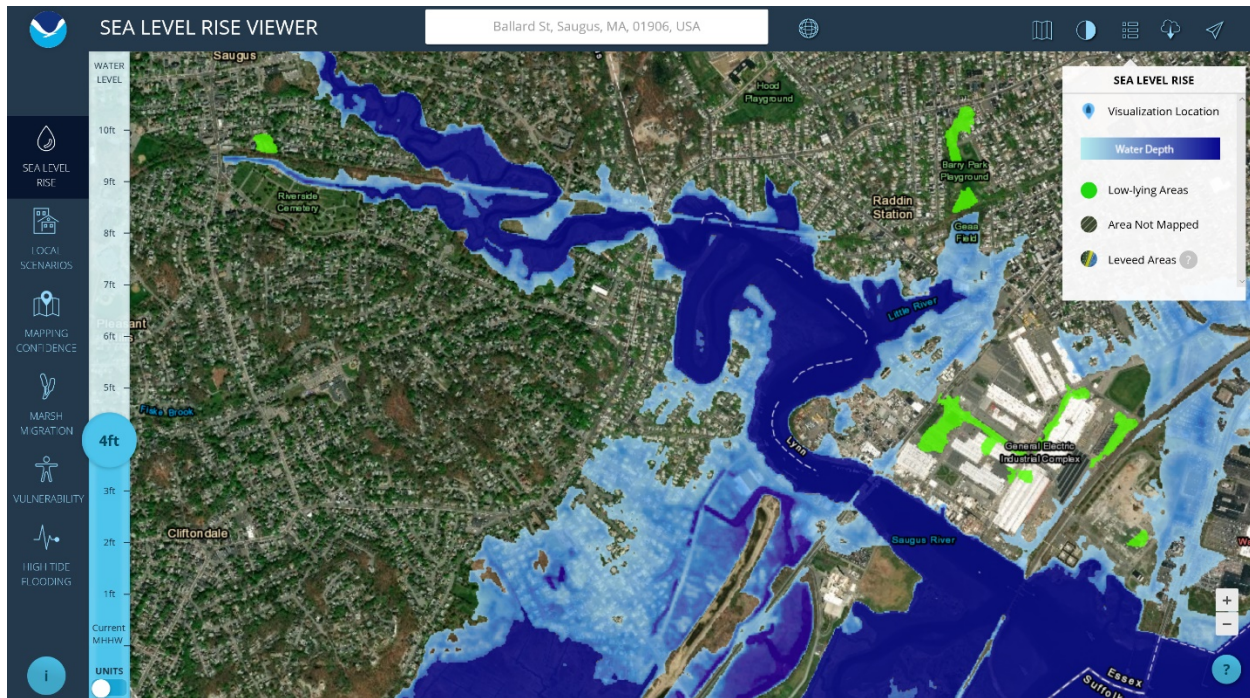 SEA LEVEL RISE VIEWER
Ballard St, Saugus, MA, 01906, USA
WATER
LEVEL
10ft
9ft
8ft
7ft
6ft
5ft
4ft
3ft
2ft
1ft
Current
MHHW
UNITS
SEA LEVEL
RISE
LOCAL
SCENARIOS
MAPPING
CONFIDENCE
MARSH
MIGRATION
VULNERABILITY
HIGH TIDE
FLOODING
i
Saugus
Hood
Playground
Barry Park
Playground
Raddin
Station
Geaa
Field
Riverside
Cemetery
Little River
Pleasant
Fiske Brook
Lynn
General Electric
Industrial Complex
Cliftondale
Saugus River
Essex
Suffolk
SEA LEVEL RISE
Visualization Location
Water Depth
Low-lying Areas
Area Not Mapped
Leveed Areas ?
+
−
?